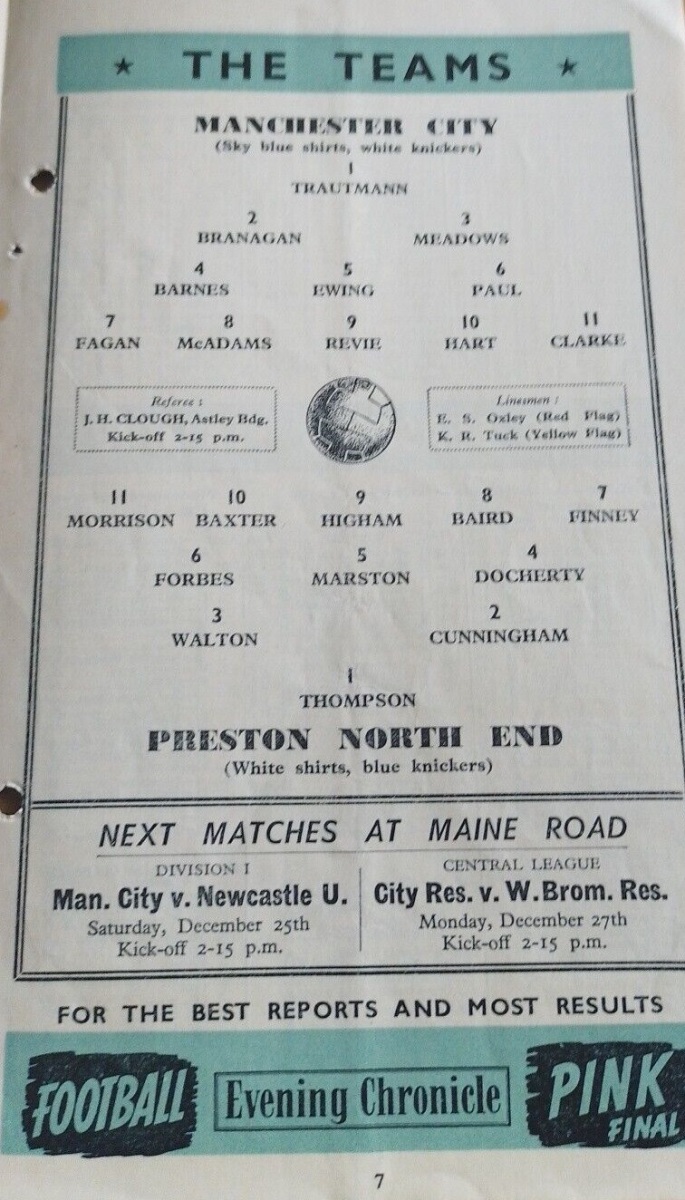 ★ THE TEAMS ★
MANCHESTER CITY
(Sky blue shirts, white knickers)
1
TRAUTMANN
2 3
BRANAGAN MEADOWS
4 5 6
BARNES EWING PAUL
7 8 9 10 11
FAGAN McADAMS REVIE HART CLARKE
Referee :
J. H. CLOUGH, Astley Bdg.
Kick-off 2-15 p.m.
Linesmen :
E. S. Oxley (Red Flag)
K. R. Tuck (Yellow Flag)
11 10 9 8 7
MORRISON BAXTER HIGHAM BAIRD FINNEY
6 5 4
FORBES MARSTON DOCHERTY
3 2
WALTON CUNNINGHAM
1
THOMPSON
PRESTON NORTH END
(White shirts, blue knickers)
NEXT MATCHES AT MAINE ROAD
DIVISION I
Man. City v. Newcastle U.
Saturday, December 25th
Kick-off 2-15 p.m.
CENTRAL LEAGUE
City Res. v. W.Brom. Res.
Monday, December 27th
Kick-off 2-15 p.m.
FOR THE BEST REPORTS AND MOST RESULTS
FOOTBALL Evening Chronicle PINK
FINAL
7